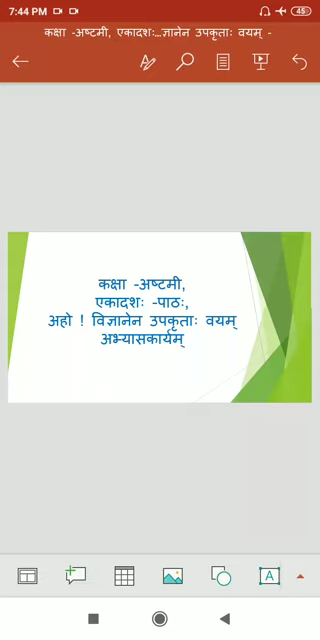 7:44 PM
45
कक्षा -अष्टमी, एकादशः...ज्ञानेन उपकृताः वयम् -
कक्षा -अष्टमी,
एकादशः -पाठः,
अहो ! विज्ञानेन उपकृताः वयम्
अभ्यासकार्यम्